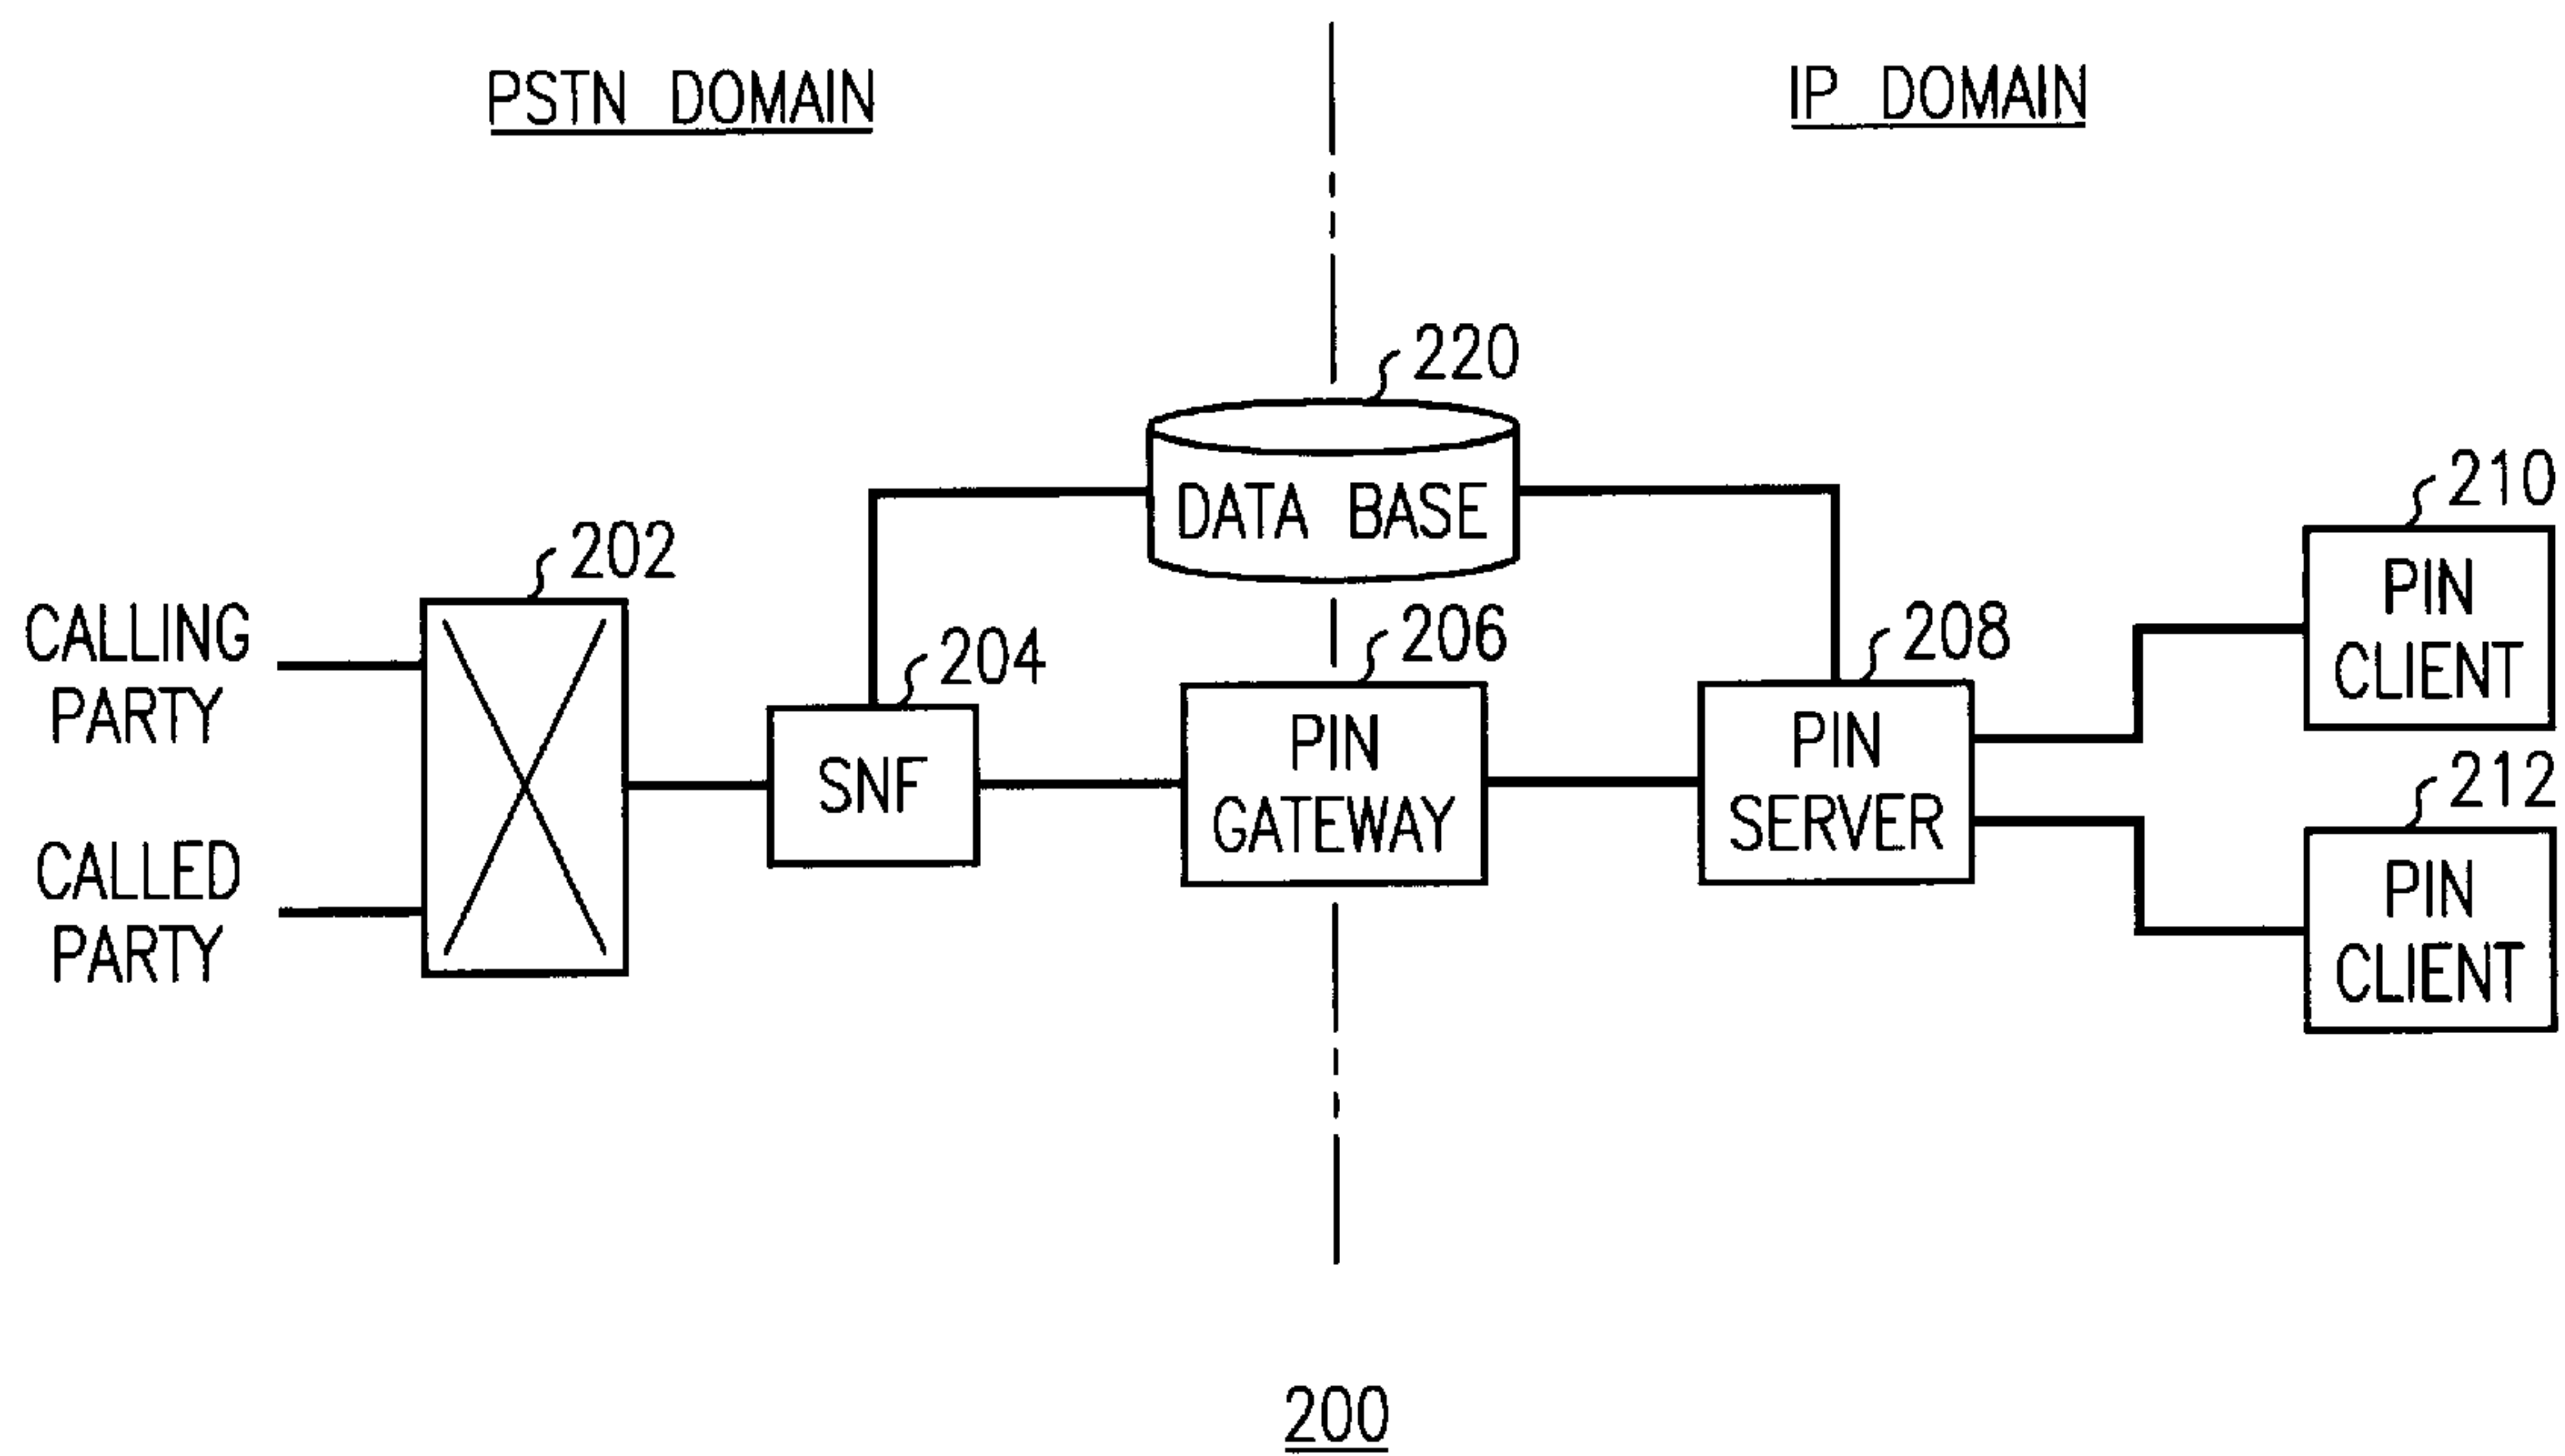 PSTN DOMAIN
IP DOMAIN
220
DATA BASE
210
PIN
CLIENT
202
CALLING
PARTY
CALLED
PARTY
204
SNF
206
PIN
GATEWAY
208
PIN
SERVER
212
PIN
CLIENT
200